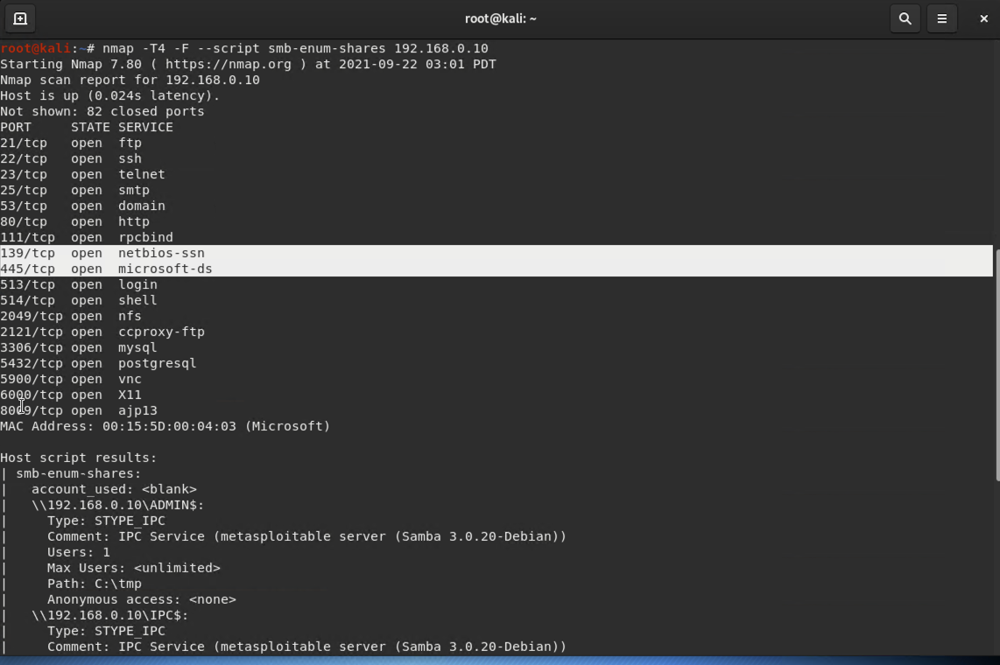 root@kali: ~
root@kali:~# nmap -T4 -F --script smb-enum-shares 192.168.0.10
Starting Nmap 7.80 ( https://nmap.org ) at 2021-09-22 03:01 PDT
Nmap scan report for 192.168.0.10
Host is up (0.024s latency).
Not shown: 82 closed ports
PORT     STATE SERVICE
21/tcp   open  ftp
22/tcp   open  ssh
23/tcp   open  telnet
25/tcp   open  smtp
53/tcp   open  domain
80/tcp   open  http
111/tcp  open  rpcbind
139/tcp  open  netbios-ssn
445/tcp  open  microsoft-ds
513/tcp  open  login
514/tcp  open  shell
2049/tcp open  nfs
2121/tcp open  ccproxy-ftp
3306/tcp open  mysql
5432/tcp open  postgresql
5900/tcp open  vnc
6000/tcp open  X11
8009/tcp open  ajp13
MAC Address: 00:15:5D:00:04:03 (Microsoft)
Host script results:
| smb-enum-shares:
|   account_used: <blank>
|   \\192.168.0.10\ADMIN$:
|     Type: STYPE_IPC
|     Comment: IPC Service (metasploitable server (Samba 3.0.20-Debian))
|     Users: 1
|     Max Users: <unlimited>
|     Path: C:\tmp
|     Anonymous access: <none>
|   \\192.168.0.10\IPC$:
|     Type: STYPE_IPC
|     Comment: IPC Service (metasploitable server (Samba 3.0.20-Debian))